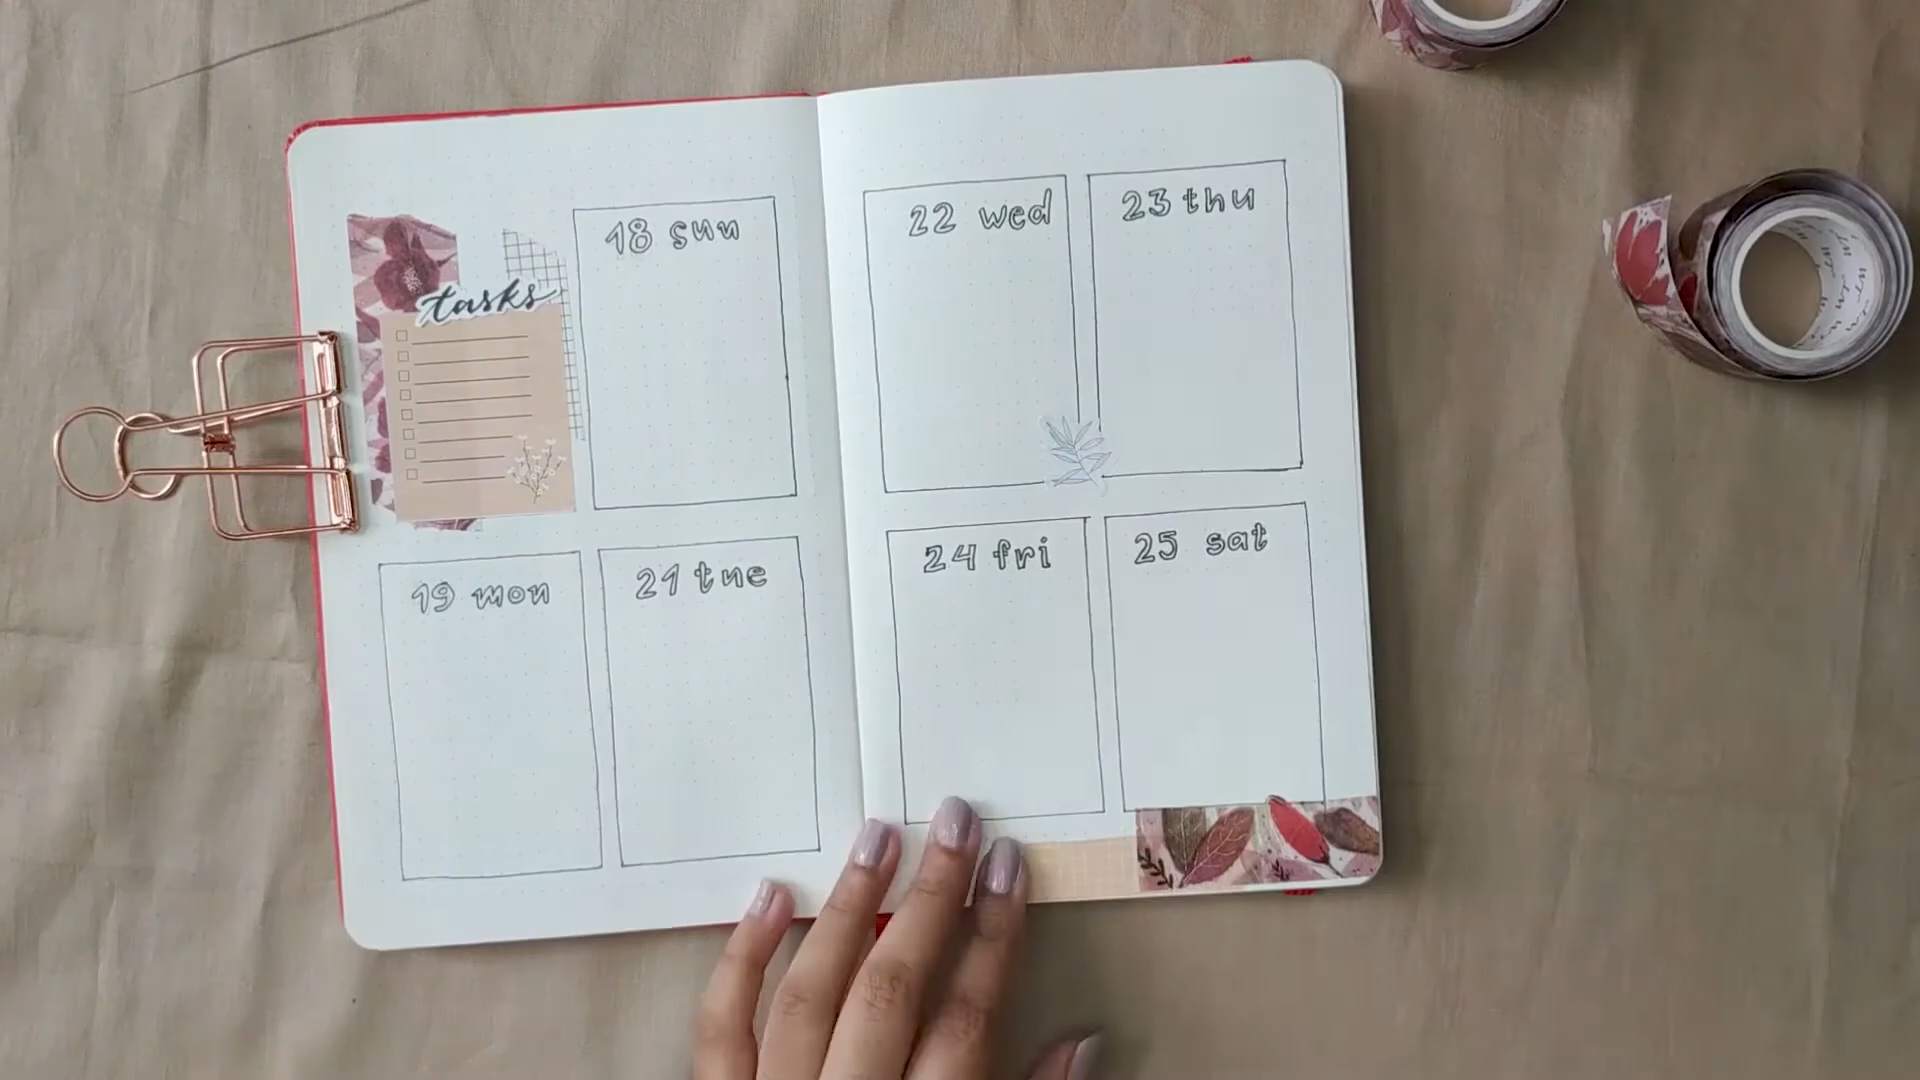 tasks
18 sun
19 mon
21 tue
22 wed
23 thu
24 fri
25 sat